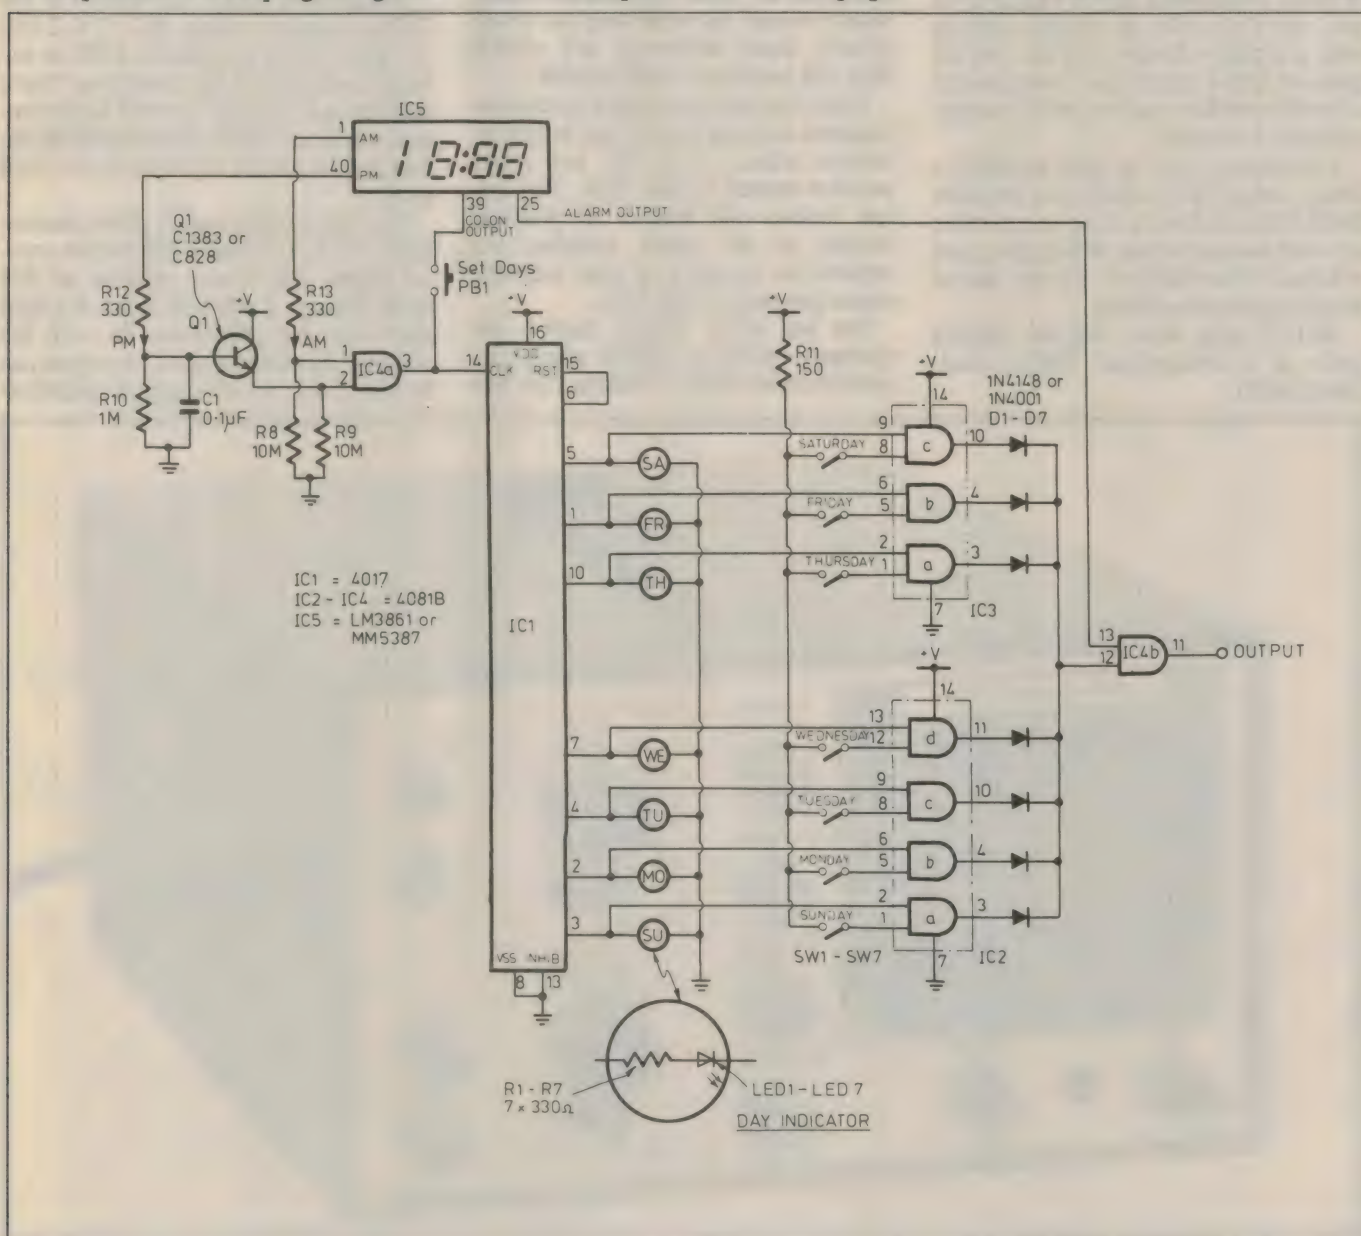 IC5
1 AM
40 PM
18:88
39
COLON
OUTPUT
25
ALARM OUTPUT
Q1
C1383 or
C828
R12
330
Q1
+V
R13
330
Set Days
PB1
+V
PM
AM
1
2
IC4a
3
14
CLK
16
VDD
RST
15
6
R10
1M
C1
0·1µF
R8
10M
R9
10M
+V
R11
150
+V
14
1N4148 or
1N4001
D1-D7
5
SA
SATURDAY
9
8
c
10
1
FR
FRIDAY
6
5
b
4
10
TH
THURSDAY
2
1
a
3
7
IC3
IC1 = 4017
IC2-IC4 = 4081B
IC5 = LM3861 or
MM5387
IC1
13
12
IC4b
11
OUTPUT
+V
14
7
WE
WEDNESDAY
13
12
d
11
4
TU
TUESDAY
9
8
c
10
2
MO
MONDAY
6
5
b
4
3
SU
SUNDAY
2
1
a
3
7
IC2
SW1-SW7
VSS
INHIB
8
13
R1-R7
7 × 330Ω
LED1-LED7
DAY INDICATOR